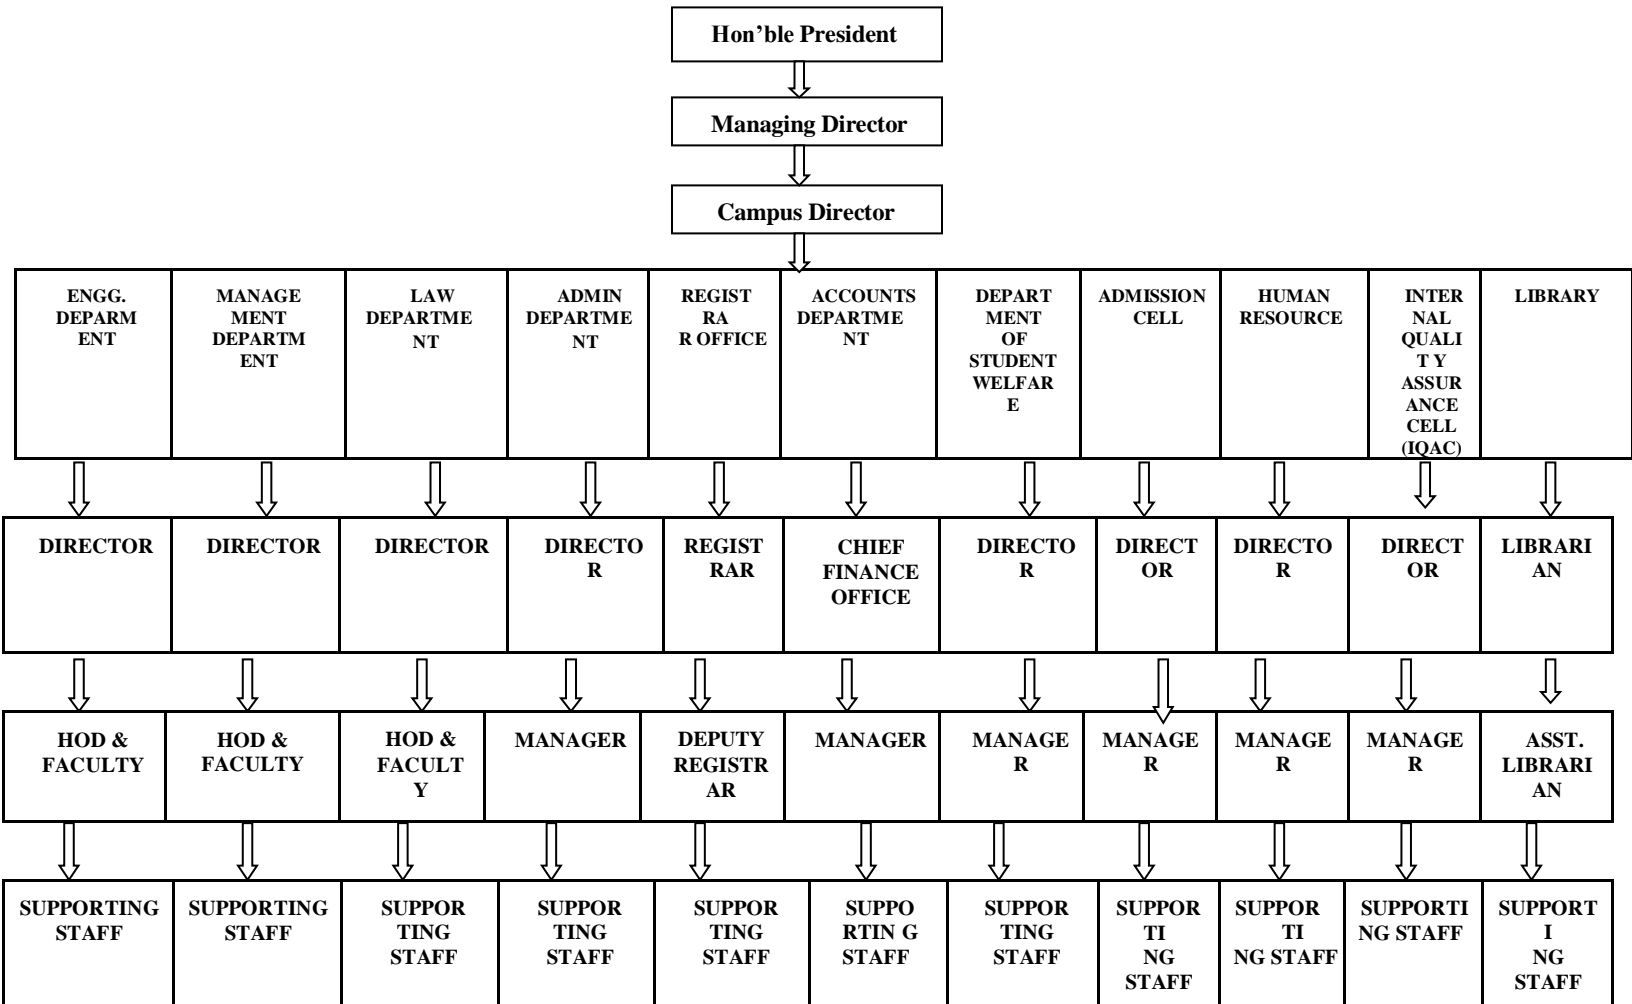 Hon’ble President
Managing Director
Campus Director
ENGG.
DEPARM
ENT
MANAGE
MENT
DEPARTM
ENT
LAW
DEPARTME
NT
ADMIN
DEPARTME
NT
REGIST
RA
R OFFICE
ACCOUNTS
DEPARTME
NT
DEPART
MENT
OF
STUDENT
WELFAR
E
ADMISSION
CELL
HUMAN
RESOURCE
INTER
NAL
QUALI
T Y
ASSUR
ANCE
CELL
(IQAC)
LIBRARY
DIRECTOR
DIRECTOR
DIRECTOR
DIRECTO
R
REGIST
RAR
CHIEF
FINANCE
OFFICE
DIRECTO
R
DIRECT
OR
DIRECTO
R
DIRECT
OR
LIBRARI
AN
HOD &
FACULTY
HOD &
FACULTY
HOD &
FACULT
Y
MANAGER
DEPUTY
REGISTR
AR
MANAGER
MANAGE
R
MANAGE
R
MANAGE
R
MANAGE
R
ASST.
LIBRARI
AN
SUPPORTING
STAFF
SUPPORTING
STAFF
SUPPOR
TING
STAFF
SUPPOR
TING
STAFF
SUPPOR
TING
STAFF
SUPPO
RTIN G
STAFF
SUPPOR
TING
STAFF
SUPPOR
TI
NG
STAFF
SUPPOR
TI
NG STAFF
SUPPORTI
NG STAFF
SUPPORT
I
NG
STAFF